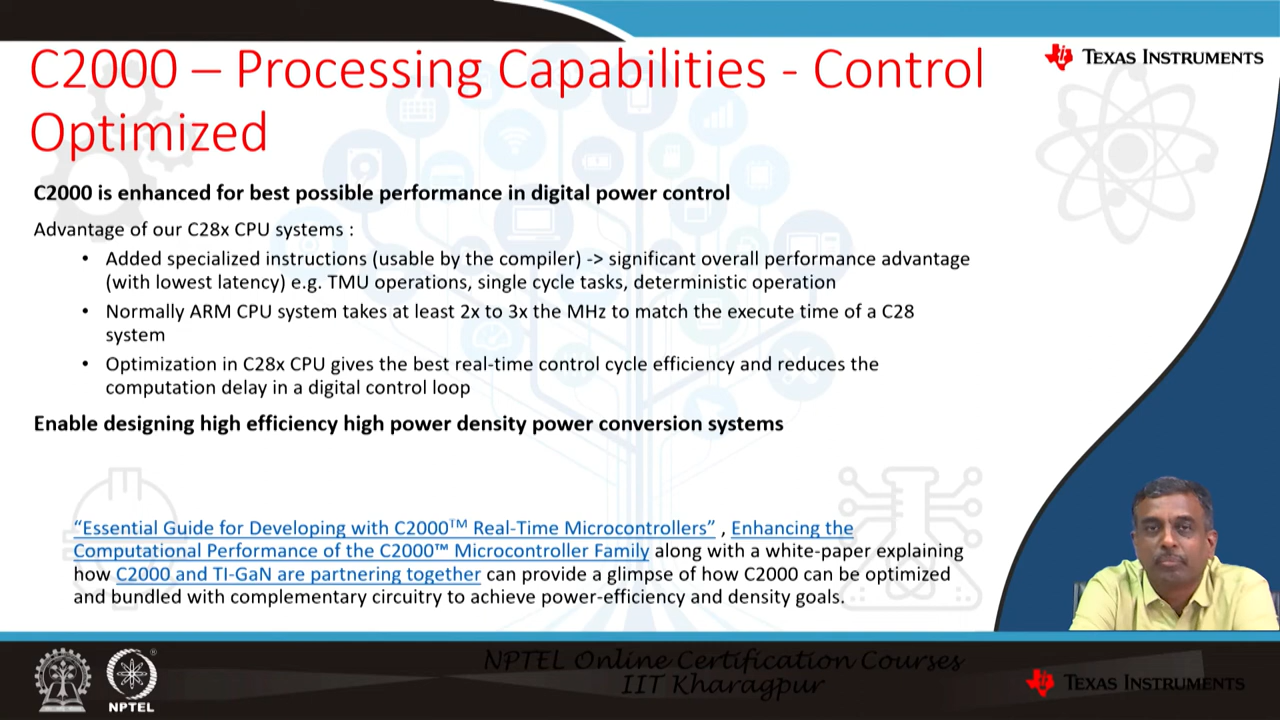 C2000 – Processing Capabilities - Control
Optimized
TEXAS INSTRUMENTS
C2000 is enhanced for best possible performance in digital power control
Advantage of our C28x CPU systems :
• Added specialized instructions (usable by the compiler) -> significant overall performance advantage
(with lowest latency) e.g. TMU operations, single cycle tasks, deterministic operation
• Normally ARM CPU system takes at least 2x to 3x the MHz to match the execute time of a C28
system
• Optimization in C28x CPU gives the best real-time control cycle efficiency and reduces the
computation delay in a digital control loop
Enable designing high efficiency high power density power conversion systems
“Essential Guide for Developing with C2000™ Real-Time Microcontrollers” , Enhancing the
Computational Performance of the C2000™ Microcontroller Family along with a white-paper explaining
how C2000 and TI-GaN are partnering together can provide a glimpse of how C2000 can be optimized
and bundled with complementary circuitry to achieve power-efficiency and density goals.
NPTEL Online Certification Courses
IIT Kharagpur
NPTEL
TEXAS INSTRUMENTS